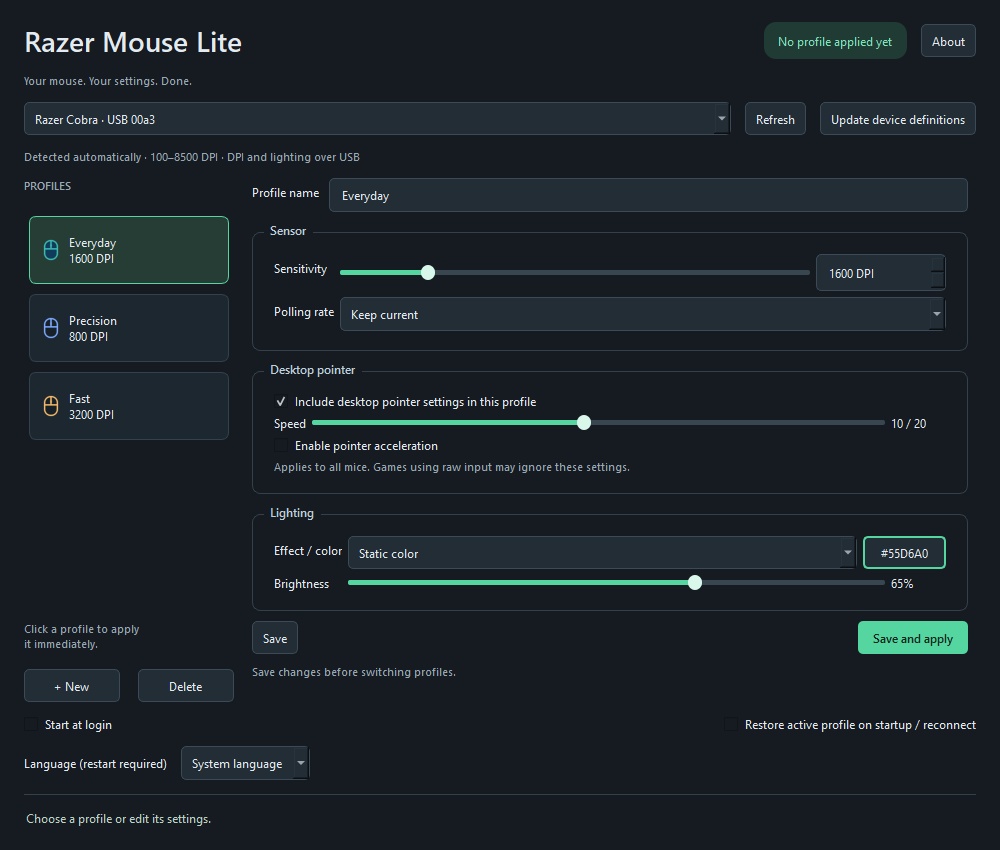 Razer Mouse Lite
No profile applied yet
About
Your mouse. Your settings. Done.
Razer Cobra · USB 00a3
Refresh
Update device definitions
Detected automatically · 100–8500 DPI · DPI and lighting over USB
PROFILES
Everyday
1600 DPI
Precision
800 DPI
Fast
3200 DPI
Profile name
Everyday
Sensor
Sensitivity
1600 DPI
Polling rate
Keep current
Desktop pointer
Include desktop pointer settings in this profile
Speed
10 / 20
Enable pointer acceleration
Applies to all mice. Games using raw input may ignore these settings.
Lighting
Effect / color
Static color
#55D6A0
Brightness
65%
Click a profile to apply
it immediately.
Save
Save and apply
+ New
Delete
Save changes before switching profiles.
Start at login
Restore active profile on startup / reconnect
Language (restart required)
System language
Choose a profile or edit its settings.